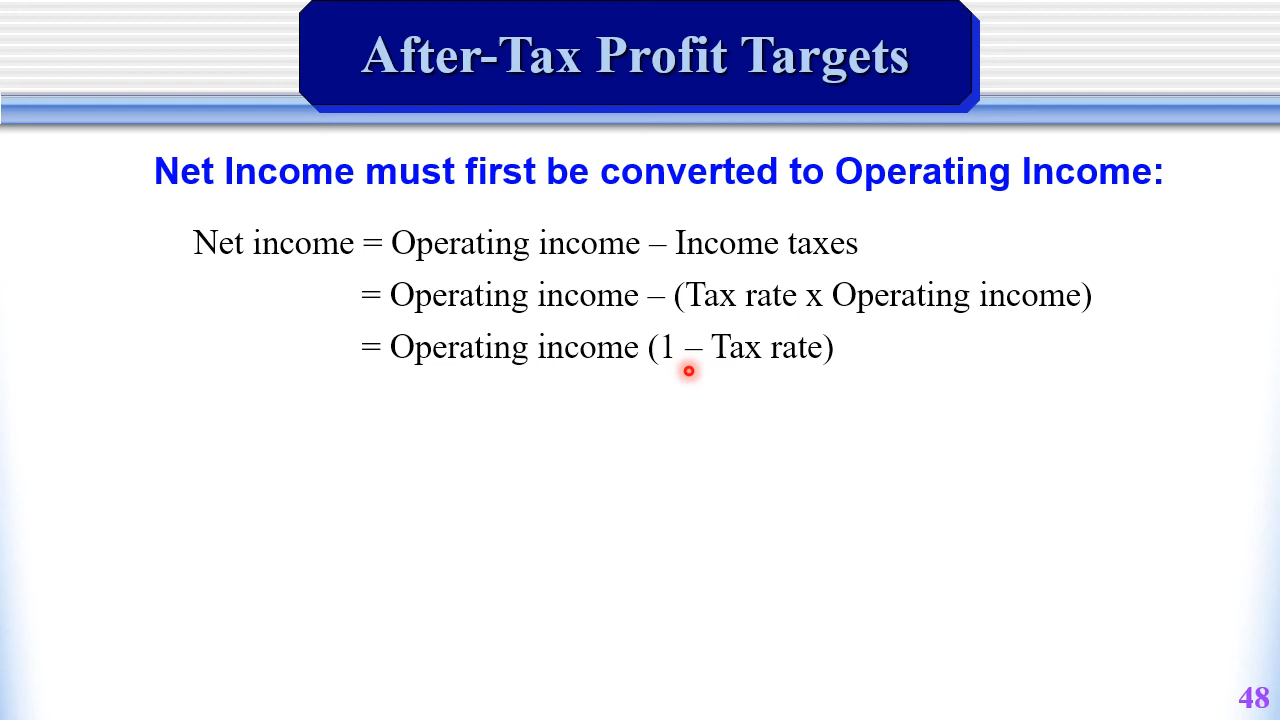 After-Tax Profit Targets
Net Income must first be converted to Operating Income:
Net income = Operating income – Income taxes
= Operating income – (Tax rate x Operating income)
= Operating income (1 – Tax rate)
48